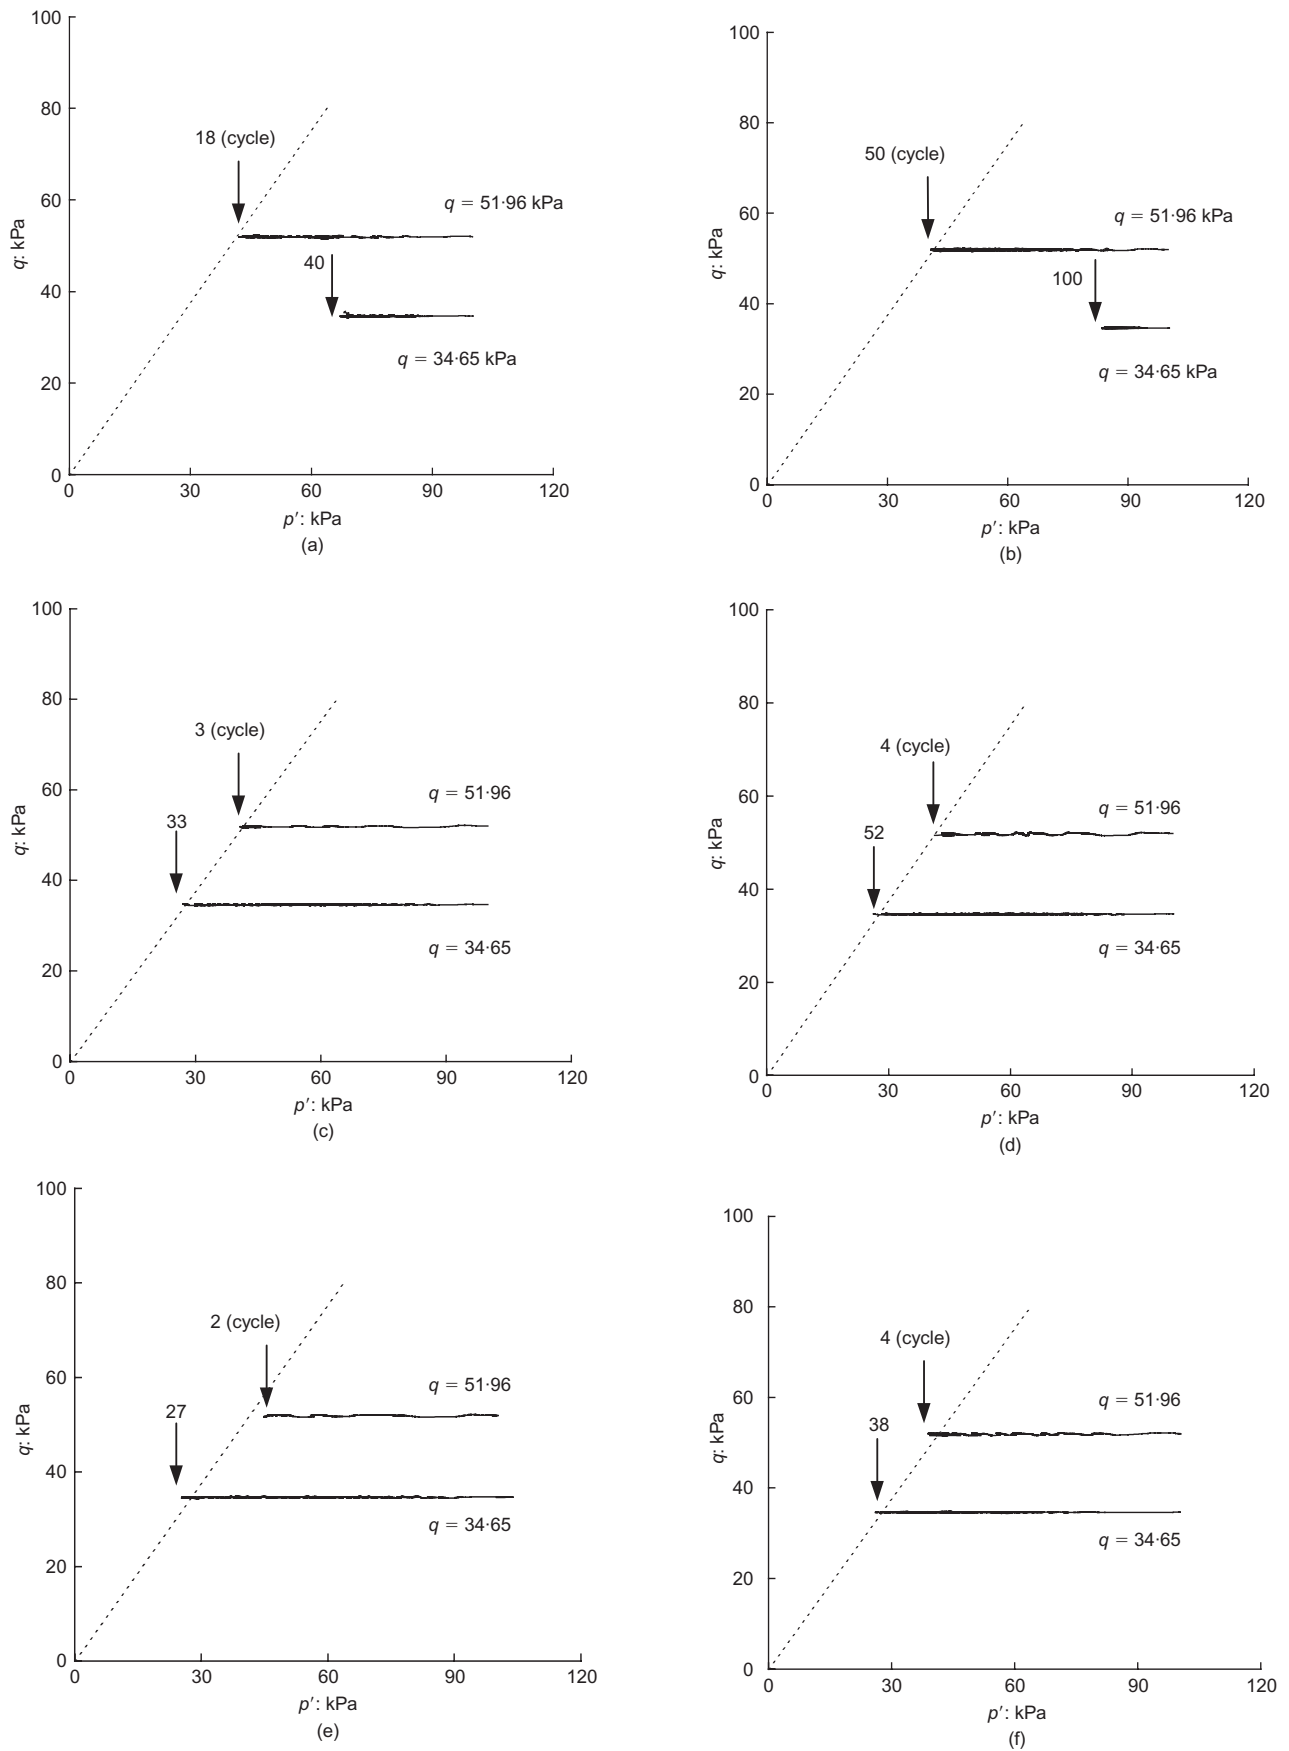 100
80
60
40
20
0
q: kPa
18 (cycle)
q = 51·96 kPa
40
q = 34·65 kPa
0 30 60 90 120
p′: kPa
(a)
100
80
60
40
20
0
q: kPa
50 (cycle)
q = 51·96 kPa
100
q = 34·65 kPa
0 30 60 90 120
p′: kPa
(b)
100
80
60
40
20
0
q: kPa
3 (cycle)
q = 51·96
33
q = 34·65
0 30 60 90 120
p′: kPa
(c)
100
80
60
40
20
0
q: kPa
4 (cycle)
q = 51·96
52
q = 34·65
0 30 60 90 120
p′: kPa
(d)
100
80
60
40
20
0
q: kPa
2 (cycle)
q = 51·96
27
q = 34·65
0 30 60 90 120
p′: kPa
(e)
100
80
60
40
20
0
q: kPa
4 (cycle)
q = 51·96
38
q = 34·65
0 30 60 90 120
p′: kPa
(f)